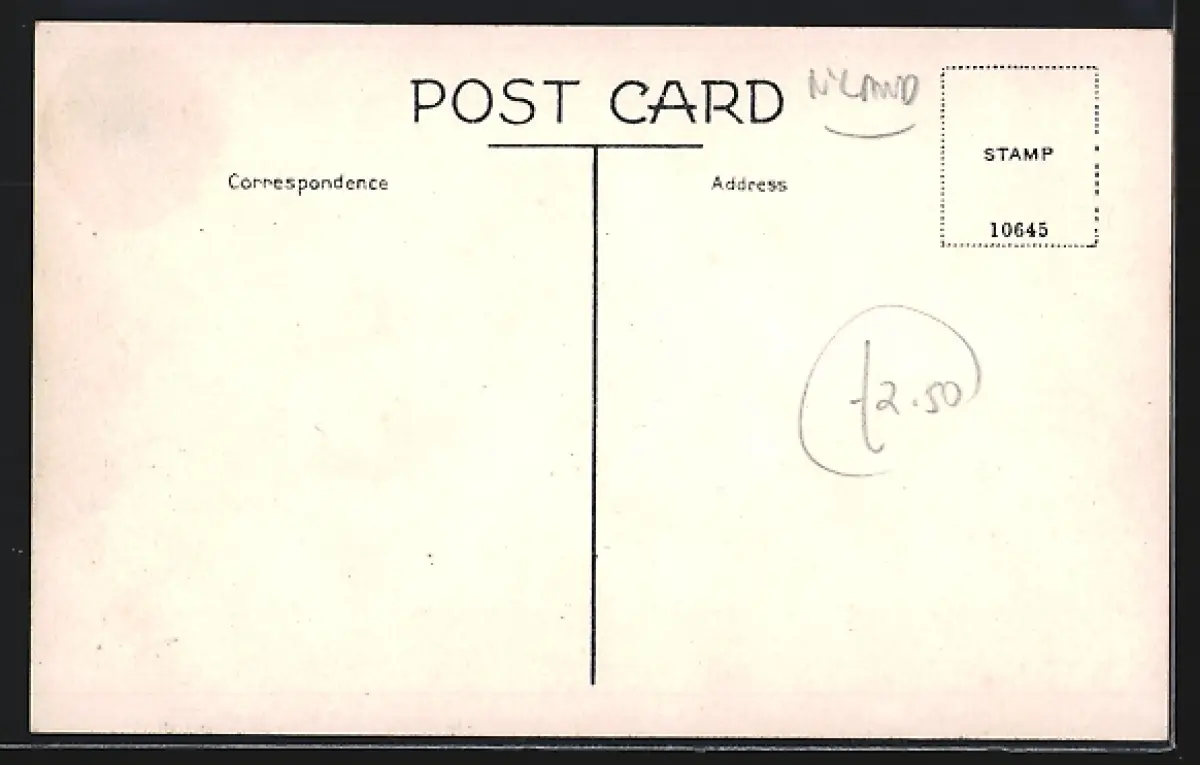 POST CARD
N'LAND
Correspondence
Address
STAMP
10645
£2.50